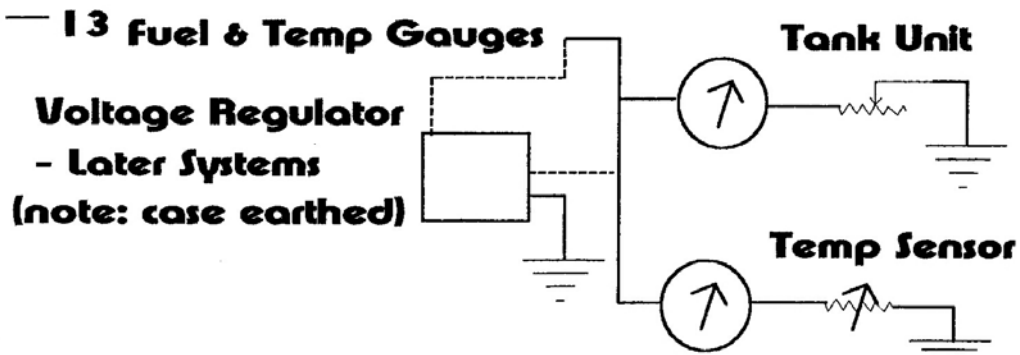 — 13 Fuel & Temp Gauges
Tank Unit
Voltage Regulator
- Later Systems
(note: case earthed)
Temp Sensor